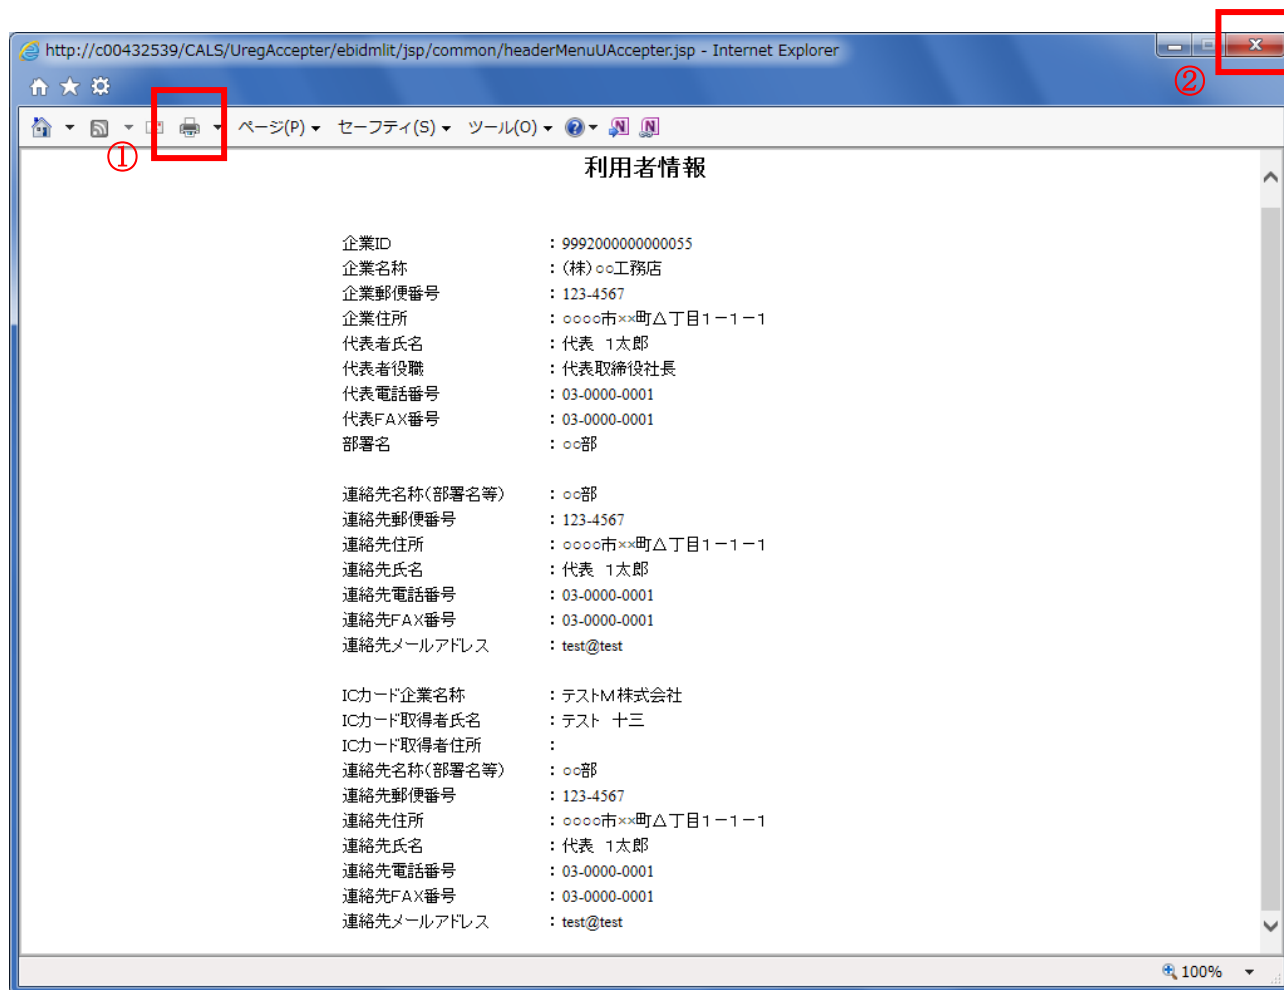 http://c00432539/CALS/UregAccepter/ebidmlit/jsp/common/headerMenuUAccepter.jsp - Internet Explorer
②
ページ(P) セーフティ(S) ツール(O)
①
利用者情報
企業ID : 9992000000000055
企業名称 : (株)○○工務店
企業郵便番号 : 123-4567
企業住所 : ○○○○市××町△丁目1-1-1
代表者氏名 : 代表 1太郎
代表者役職 : 代表取締役社長
代表電話番号 : 03-0000-0001
代表FAX番号 : 03-0000-0001
部署名 : ○○部
連絡先名称(部署名等) : ○○部
連絡先郵便番号 : 123-4567
連絡先住所 : ○○○○市××町△丁目1-1-1
連絡先氏名 : 代表 1太郎
連絡先電話番号 : 03-0000-0001
連絡先FAX番号 : 03-0000-0001
連絡先メールアドレス : test@test
ICカード企業名称 : テストM株式会社
ICカード取得者氏名 : テスト 十三
ICカード取得者住所 :
連絡先名称(部署名等) : ○○部
連絡先郵便番号 : 123-4567
連絡先住所 : ○○○○市××町△丁目1-1-1
連絡先氏名 : 代表 1太郎
連絡先電話番号 : 03-0000-0001
連絡先FAX番号 : 03-0000-0001
連絡先メールアドレス : test@test
100%